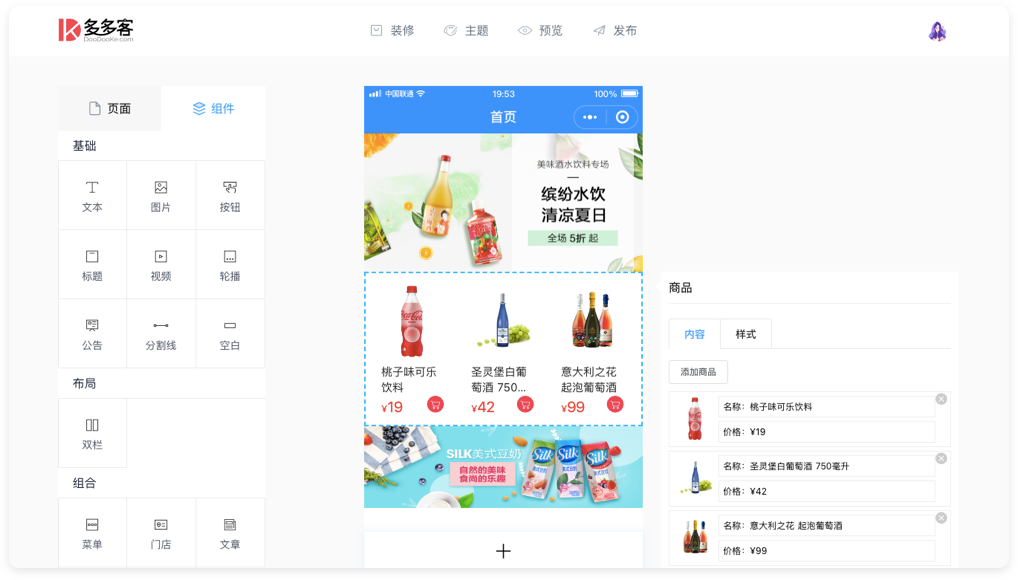 多多客
DooDooKe.com
装修
主题
预览
发布
页面
组件
基础
文本
图片
按钮
标题
视频
轮播
公告
分割线
空白
布局
双栏
组合
菜单
门店
文章
中国联通
19:53
100%
首页
美味酒水饮料专场
缤纷水饮
清凉夏日
全场 5折 起
桃子味可乐
饮料
¥19
圣灵堡白葡
萄酒 750...
¥42
意大利之花
起泡葡萄酒
¥99
SILK美式豆奶
自然的美味
食尚的乐趣
Silk
Silk
Silk
+
商品
内容
样式
添加商品
名称：桃子味可乐饮料
价格：¥19
名称：圣灵堡白葡萄酒 750毫升
价格：¥42
名称：意大利之花 起泡葡萄酒
价格：¥99